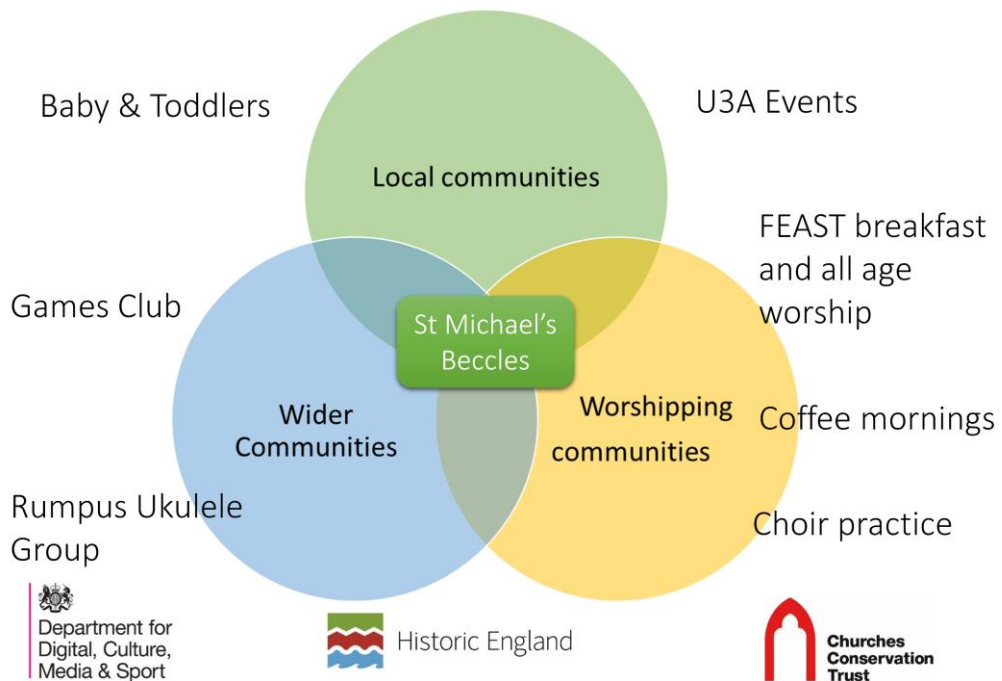 Baby & Toddlers
U3A Events
Local communities
FEAST breakfast
and all age
worship
Games Club
St Michael's
Beccles
Wider
Communities
Worshipping
communities
Coffee mornings
Rumpus Ukulele
Group
Choir practice
Department for
Digital, Culture,
Media & Sport
Historic England
Churches
Conservation
Trust